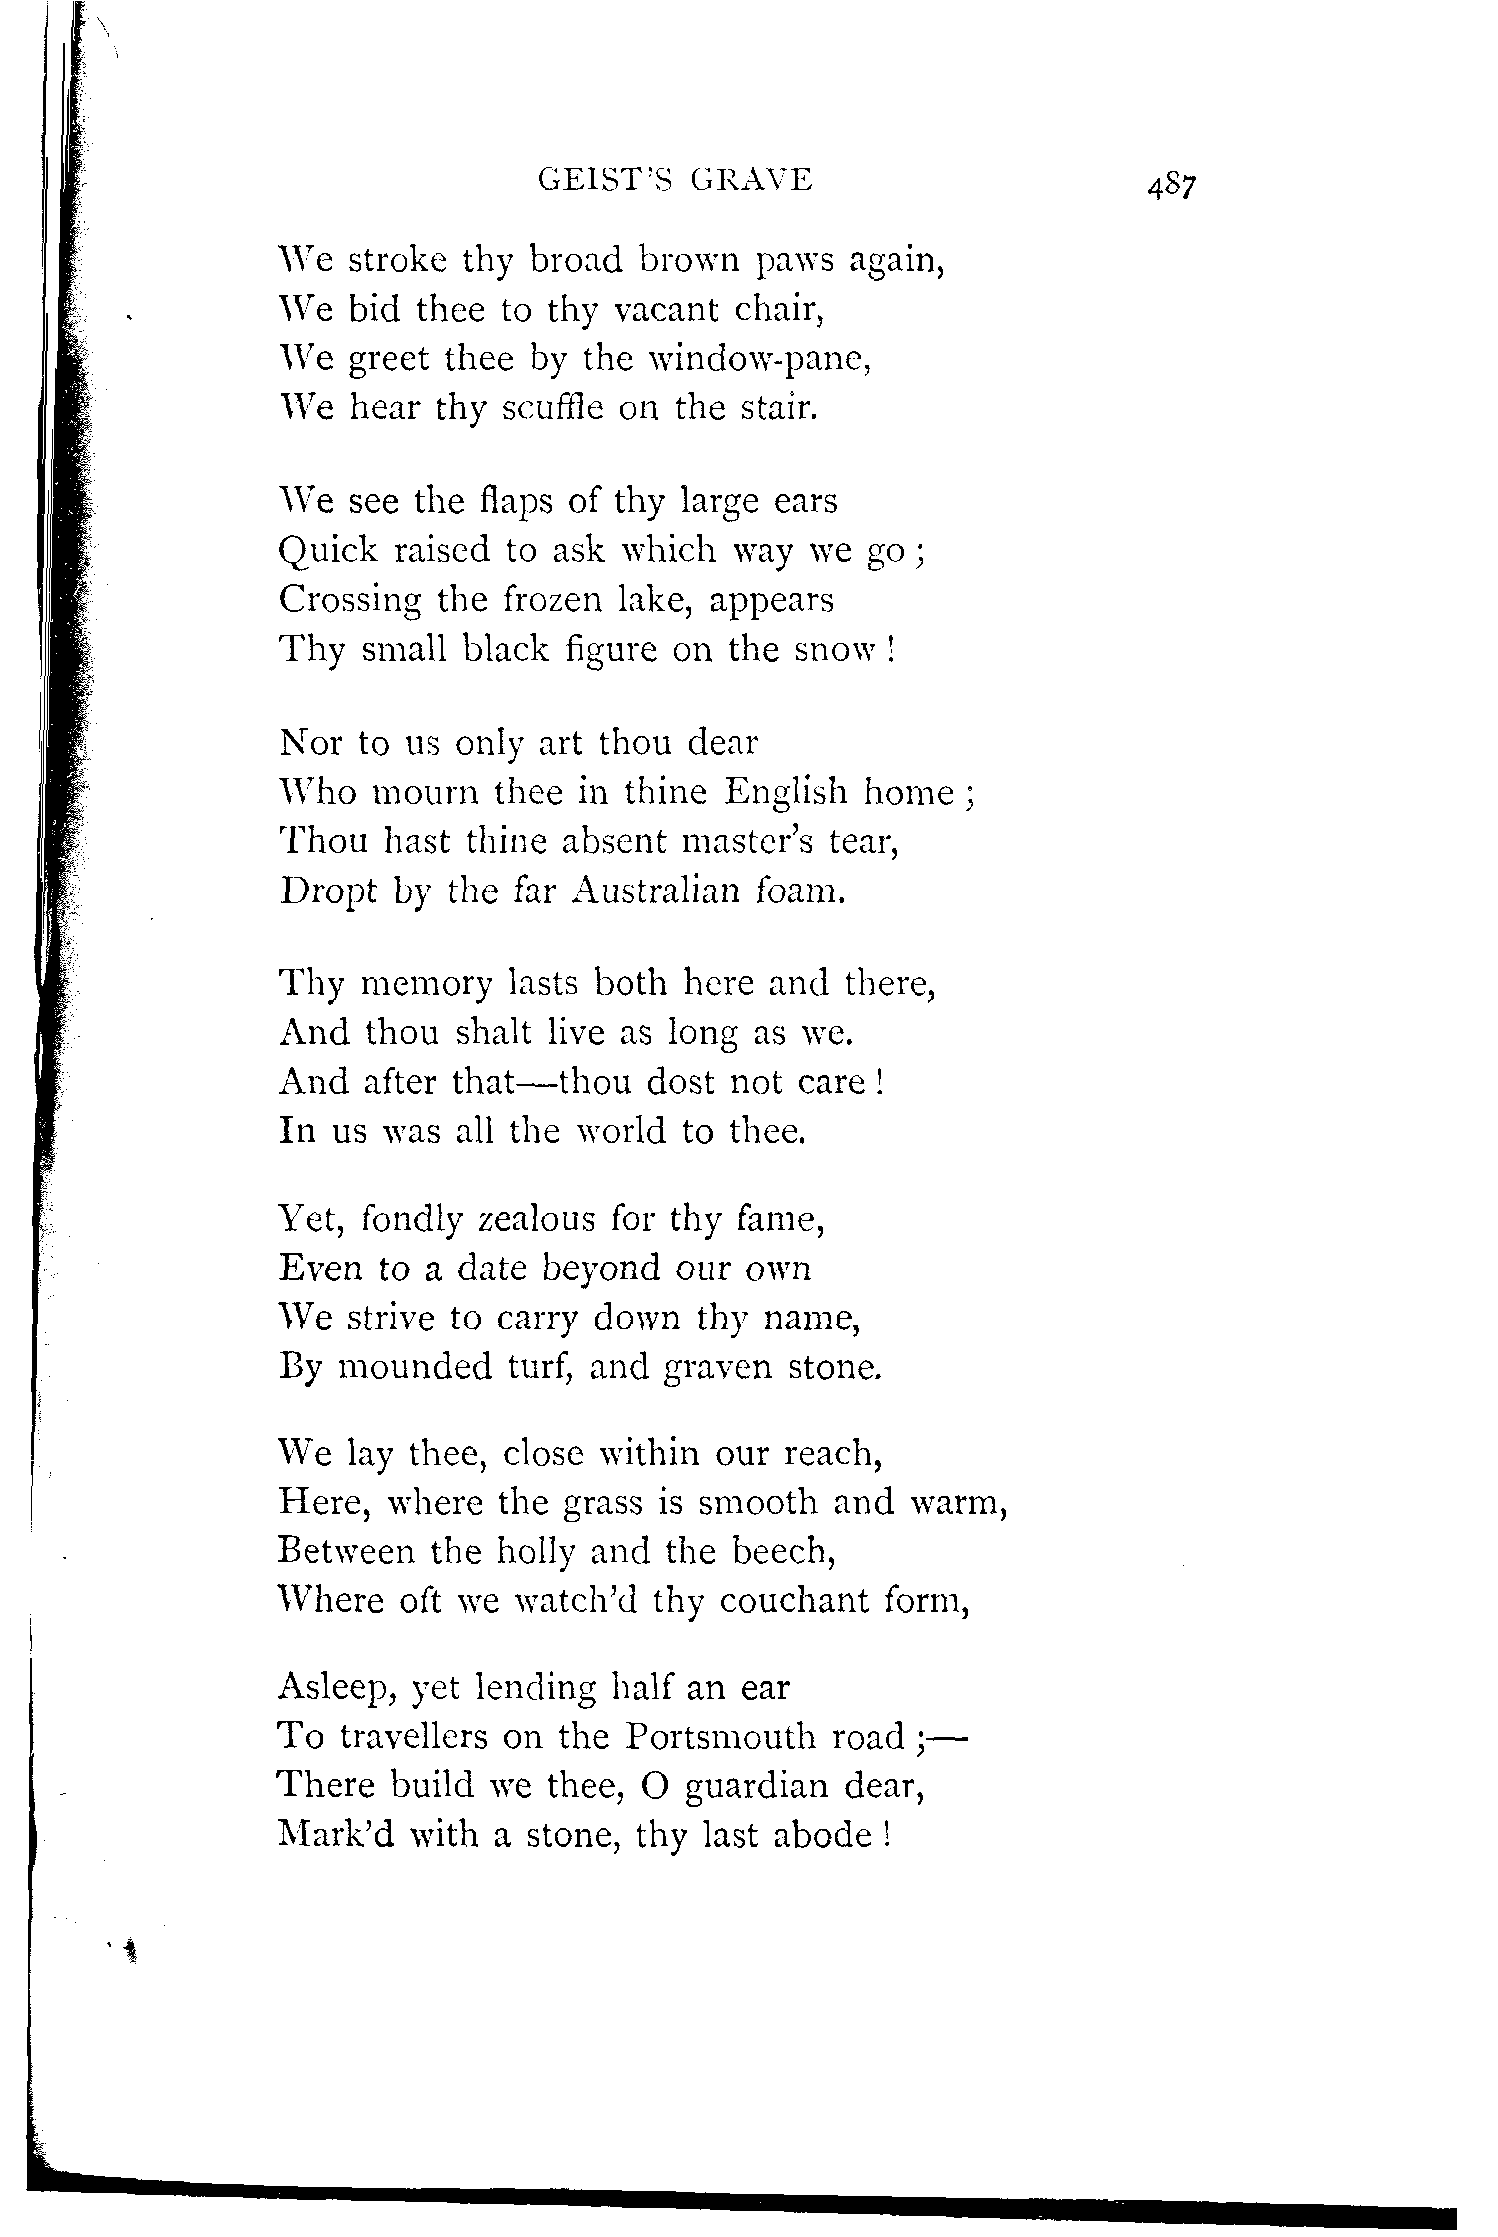 GEIST'S GRAVE 487
We stroke thy broad brown paws again,
We bid thee to thy vacant chair,
We greet thee by the window-pane,
We hear thy scuffle on the stair.
We see the flaps of thy large ears
Quick raised to ask which way we go ;
Crossing the frozen lake, appears
Thy small black figure on the snow !
Nor to us only art thou dear
Who mourn thee in thine English home ;
Thou hast thine absent master's tear,
Dropt by the far Australian foam.
Thy memory lasts both here and there,
And thou shalt live as long as we.
And after that—thou dost not care !
In us was all the world to thee.
Yet, fondly zealous for thy fame,
Even to a date beyond our own
We strive to carry down thy name,
By mounded turf, and graven stone.
We lay thee, close within our reach,
Here, where the grass is smooth and warm,
Between the holly and the beech,
Where oft we watch'd thy couchant form,
Asleep, yet lending half an ear
To travellers on the Portsmouth road ;—
There build we thee, O guardian dear,
Mark'd with a stone, thy last abode !